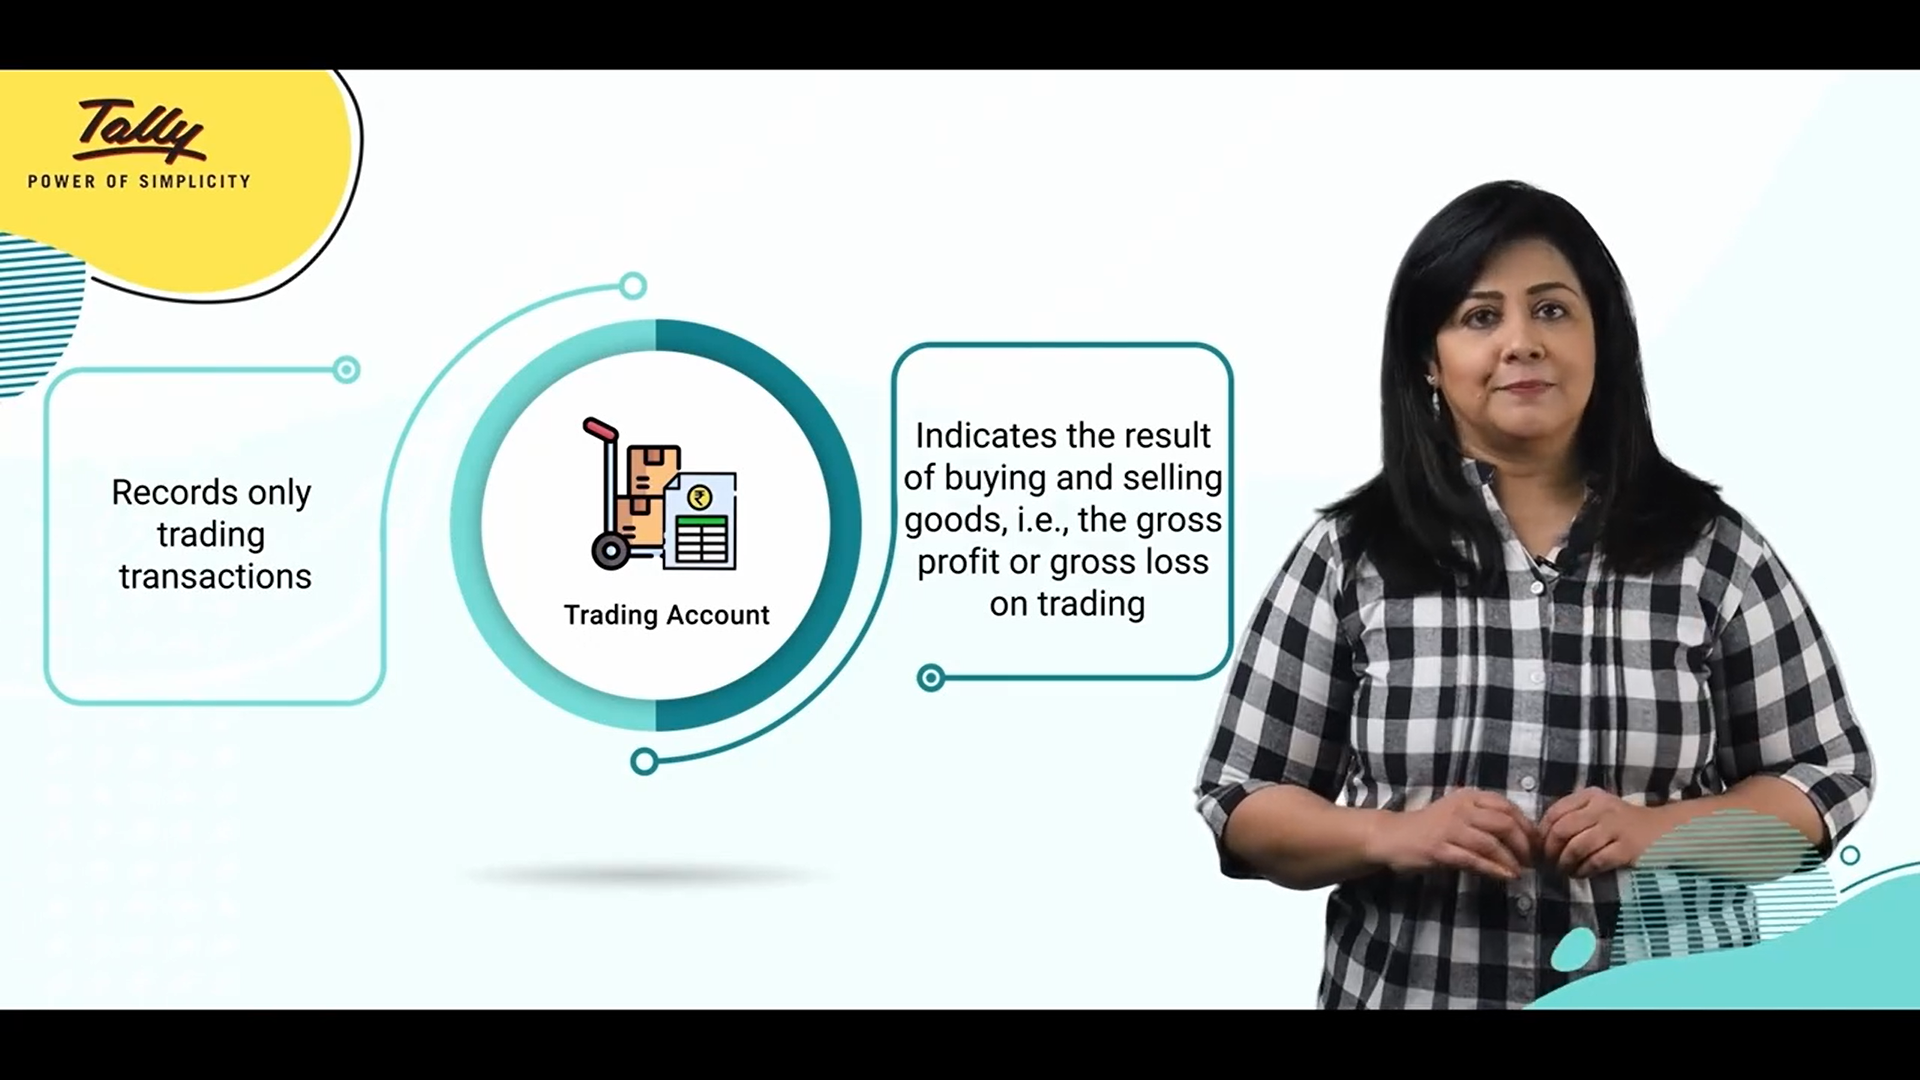 Tally
POWER OF SIMPLICITY
Records only
trading
transactions
₹
Trading Account
Indicates the result
of buying and selling
goods, i.e., the gross
profit or gross loss
on trading